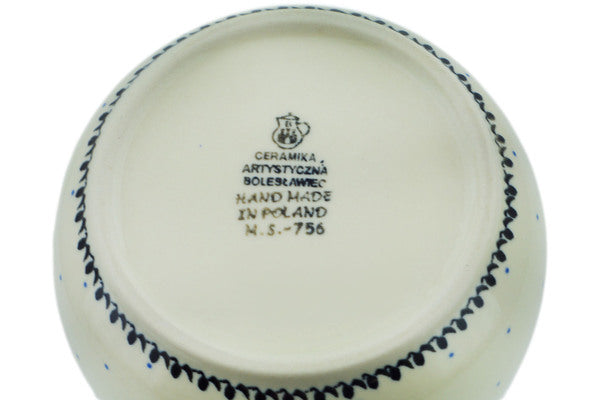 CERAMIKA
ARTYSTYCZNA
BOLESŁAWIEC
HAND MADE
IN POLAND
M.S.-756